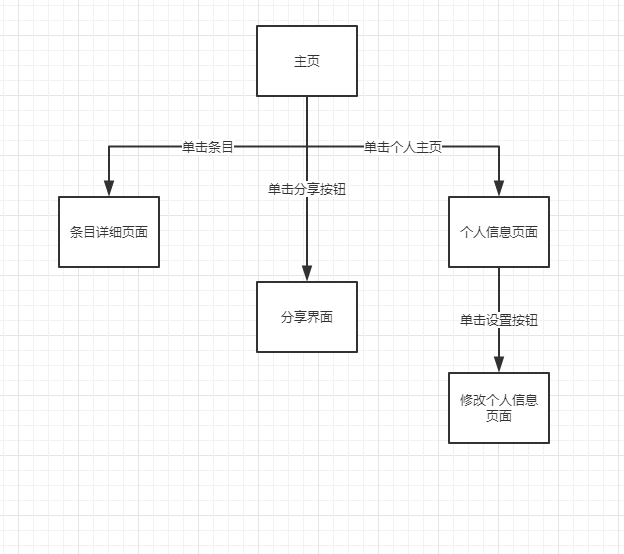 主页
单击条目
单击个人主页
单击分享按钮
条目详细页面
个人信息页面
分享界面
单击设置按钮
修改个人信息
页面